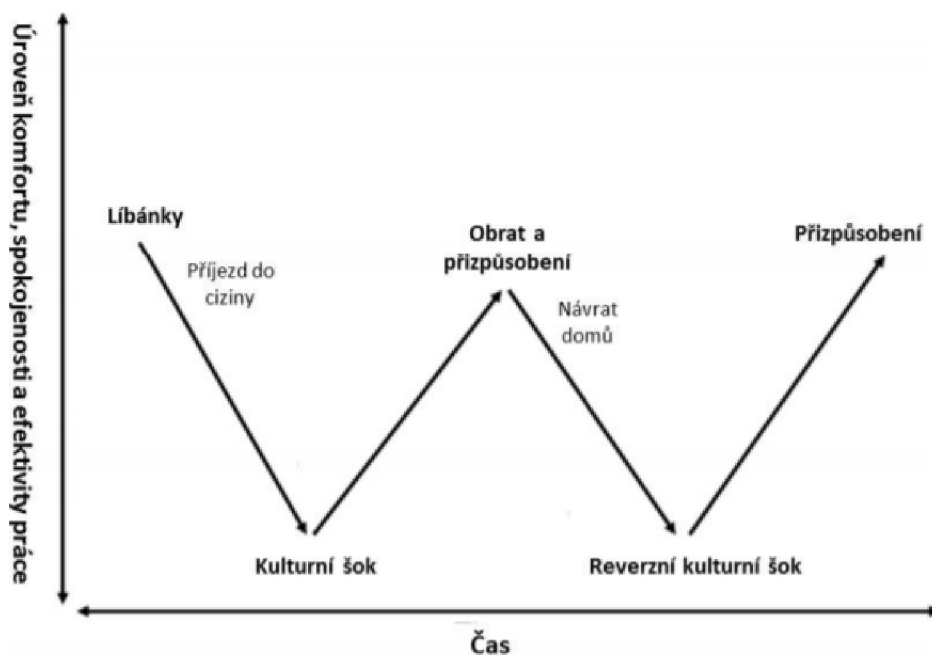 Úroveň komfortu, spokojenosti a efektivity práce
Líbánky
Příjezd do
ciziny
Obrat a
přizpůsobení
Návrat
domů
Přizpůsobení
Kulturní šok
Reverzní kulturní šok
Čas